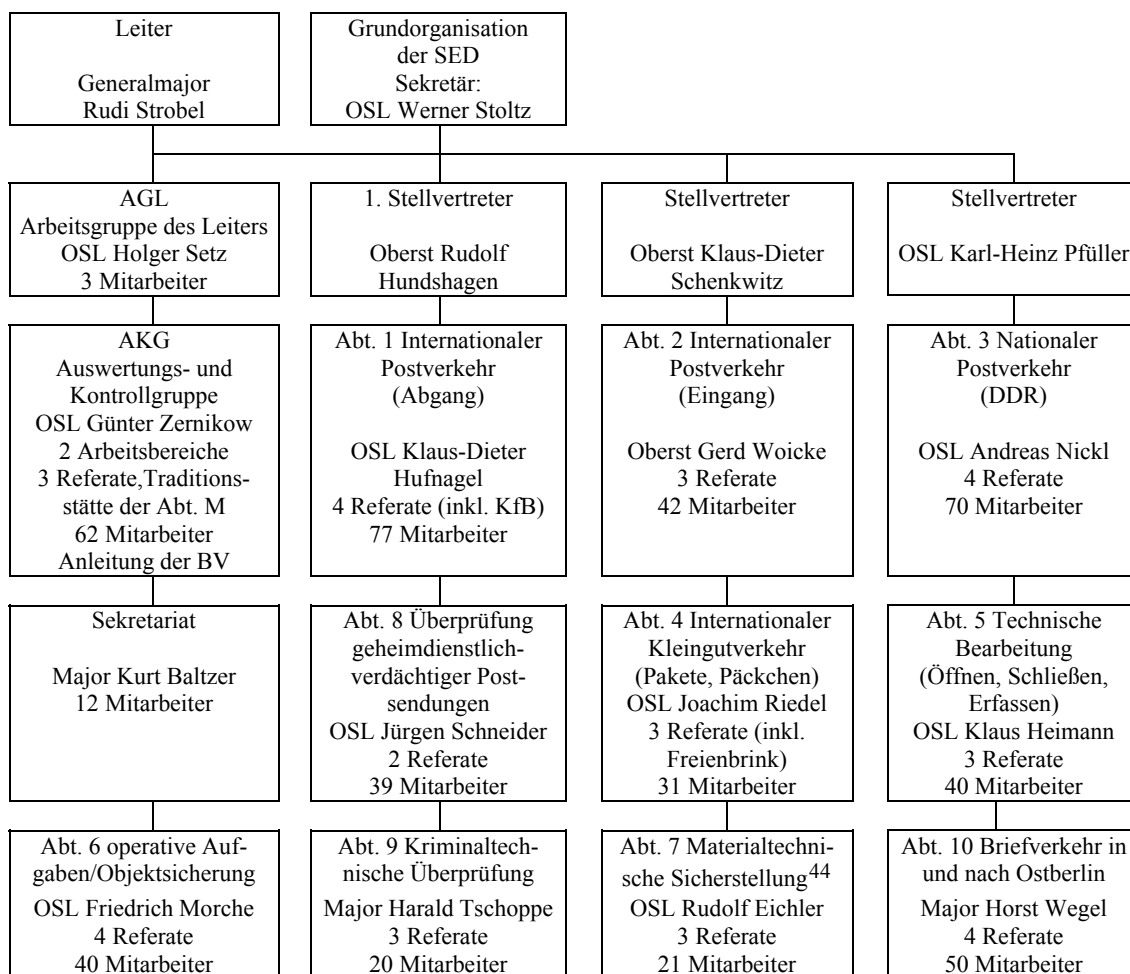 Leiter
Generalmajor
Rudi Strobel
Grundorganisation
der SED
Sekretär:
OSL Werner Stoltz
AGL
Arbeitsgruppe des Leiters
OSL Holger Setz
3 Mitarbeiter
1. Stellvertreter
Oberst Rudolf
Hundshagen
Stellvertreter
Oberst Klaus-Dieter
Schenkwitz
Stellvertreter
OSL Karl-Heinz Pfüller
AKG
Auswertungs- und
Kontrollgruppe
OSL Günter Zernikow
2 Arbeitsbereiche
3 Referate,Traditions-
stätte der Abt. M
62 Mitarbeiter
Anleitung der BV
Abt. 1 Internationaler
Postverkehr
(Abgang)
OSL Klaus-Dieter
Hufnagel
4 Referate (inkl. KfB)
77 Mitarbeiter
Abt. 2 Internationaler
Postverkehr
(Eingang)
Oberst Gerd Woicke
3 Referate
42 Mitarbeiter
Abt. 3 Nationaler
Postverkehr
(DDR)
OSL Andreas Nickl
4 Referate
70 Mitarbeiter
Sekretariat
Major Kurt Baltzer
12 Mitarbeiter
Abt. 8 Überprüfung
geheimdienstlich-
verdächtiger Post-
sendungen
OSL Jürgen Schneider
2 Referate
39 Mitarbeiter
Abt. 4 Internationaler
Kleingutverkehr
(Pakete, Päckchen)
OSL Joachim Riedel
3 Referate (inkl.
Freienbrink)
31 Mitarbeiter
Abt. 5 Technische
Bearbeitung
(Öffnen, Schließen,
Erfassen)
OSL Klaus Heimann
3 Referate
40 Mitarbeiter
Abt. 6 operative Auf-
gaben/Objektsicherung
OSL Friedrich Morche
4 Referate
40 Mitarbeiter
Abt. 9 Kriminaltech-
nische Überprüfung
Major Harald Tschoppe
3 Referate
20 Mitarbeiter
Abt. 7 Materialtechni-
sche Sicherstellung44
OSL Rudolf Eichler
3 Referate
21 Mitarbeiter
Abt. 10 Briefverkehr in
und nach Ostberlin
Major Horst Wegel
4 Referate
50 Mitarbeiter